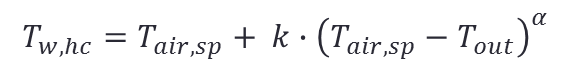 T_{w,hc} = T_{air,sp} + k · (T_{air,sp} − T_{out})^α